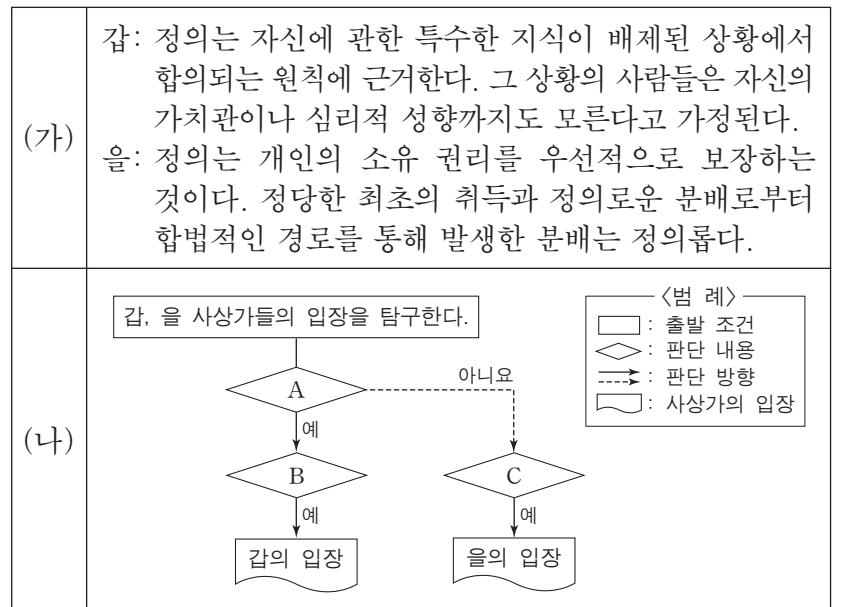 (가)
갑: 정의는 자신에 관한 특수한 지식이 배제된 상황에서
합의되는 원칙에 근거한다. 그 상황의 사람들은 자신의
가치관이나 심리적 성향까지도 모른다고 가정된다.
을: 정의는 개인의 소유 권리를 우선적으로 보장하는
것이다. 정당한 최초의 취득과 정의로운 분배로부터
합법적인 경로를 통해 발생한 분배는 정의롭다.
(나)
갑, 을 사상가들의 입장을 탐구한다.
<범 례>
: 출발 조건
: 판단 내용
: 판단 방향
: 사상가의 입장
A
아니요
예
B
C
예
예
갑의 입장
을의 입장